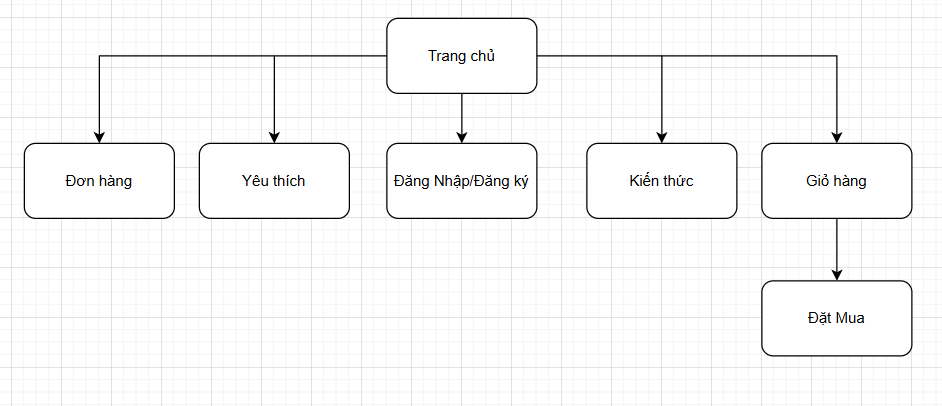 Trang chủ
Đơn hàng
Yêu thích
Đăng Nhập/Đăng ký
Kiến thức
Giỏ hàng
Đặt Mua